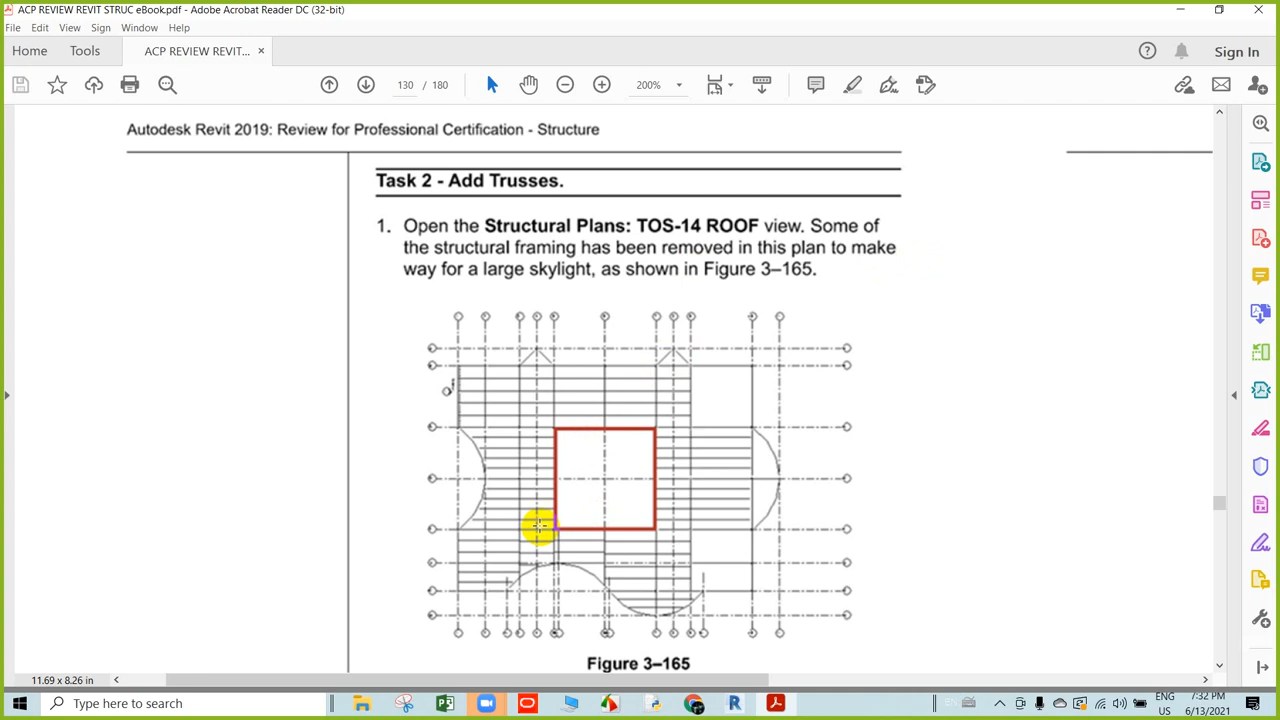 ACP REVIEW REVIT STRUC eBook.pdf - Adobe Acrobat Reader DC (32-bit)
File Edit View Sign Window Help
Home Tools ACP REVIEW REVIT... × Sign In
130 / 180 200%
Autodesk Revit 2019: Review for Professional Certification - Structure
Task 2 - Add Trusses.
1. Open the Structural Plans: TOS-14 ROOF view. Some of
the structural framing has been removed in this plan to make
way for a large skylight, as shown in Figure 3–165.
Figure 3–165
11.69 x 8.26 in
Type here to search
ENG 7:32 PM
US 6/13/2021